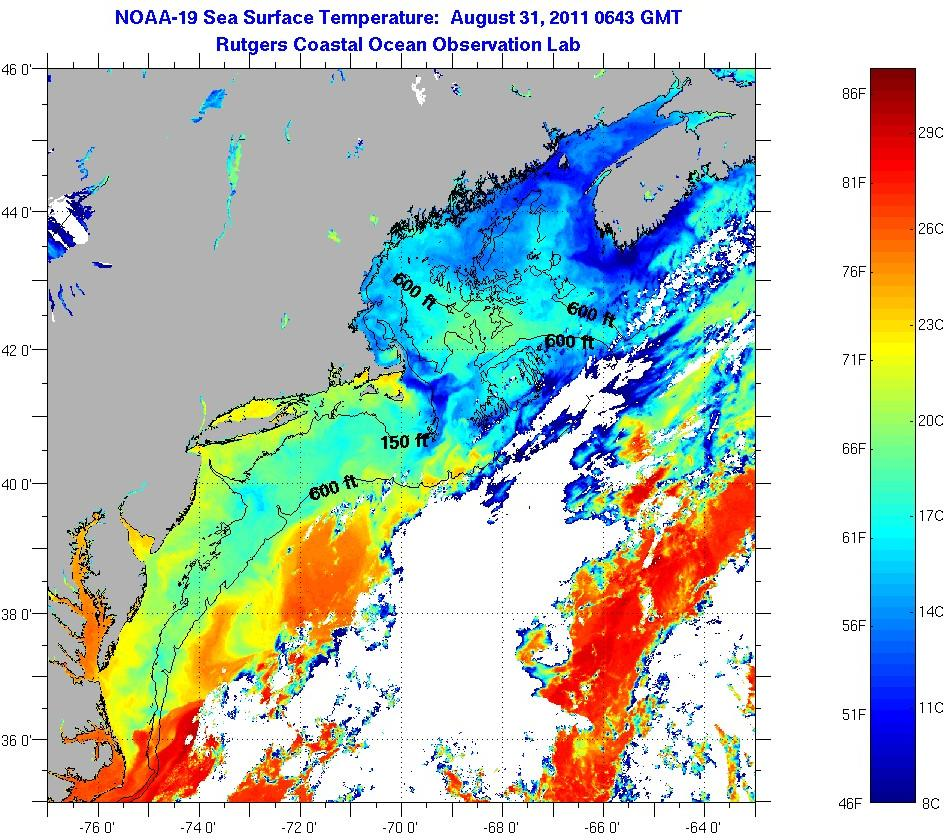 NOAA-19 Sea Surface Temperature: August 31, 2011 0643 GMT
Rutgers Coastal Ocean Observation Lab
46 0'
44 0'
42 0'
40 0'
38 0'
36 0'
600 ft
600 ft
600 ft
150 ft
600 ft
-76 0'
-74 0'
-72 0'
-70 0'
-68 0'
-66 0'
-64 0'
86F
81F
76F
71F
66F
61F
56F
51F
46F
29C
26C
23C
20C
17C
14C
11C
8C